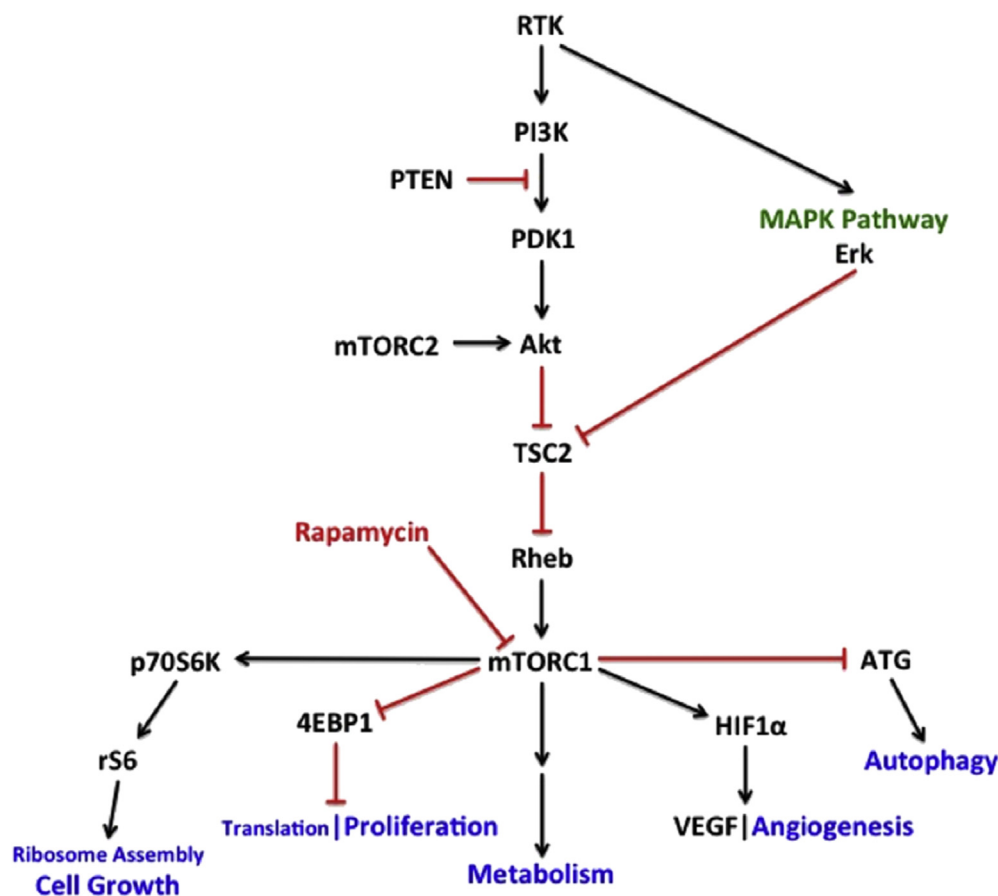 RTK
PI3K
PTEN
MAPK Pathway
PDK1
Erk
mTORC2
Akt
TSC2
Rapamycin
Rheb
p70S6K
mTORC1
ATG
4EBP1
HIF1α
rS6
Autophagy
Translation|Proliferation
VEGF|Angiogenesis
Ribosome Assembly
Cell Growth
Metabolism